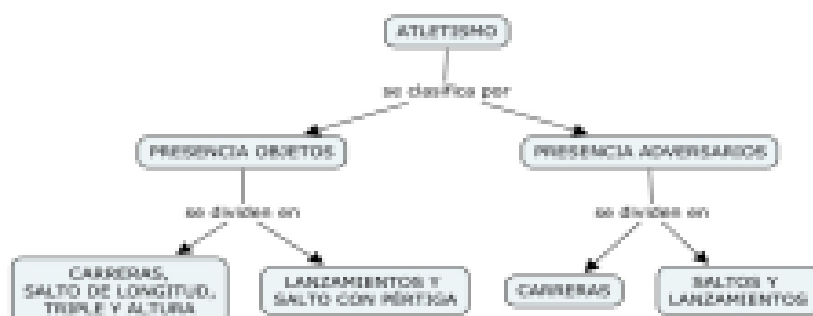 ATLETISMO
se clasifica por
PRESENCIA OBJETOS
PRESENCIA ADVERSARIOS
se dividen en
se dividen en
CARRERAS,
SALTO DE LONGITUD,
TRIPLE Y ALTURA
LANZAMIENTOS Y
SALTO CON PÉRTIGA
CARRERAS
SALTOS Y
LANZAMIENTOS